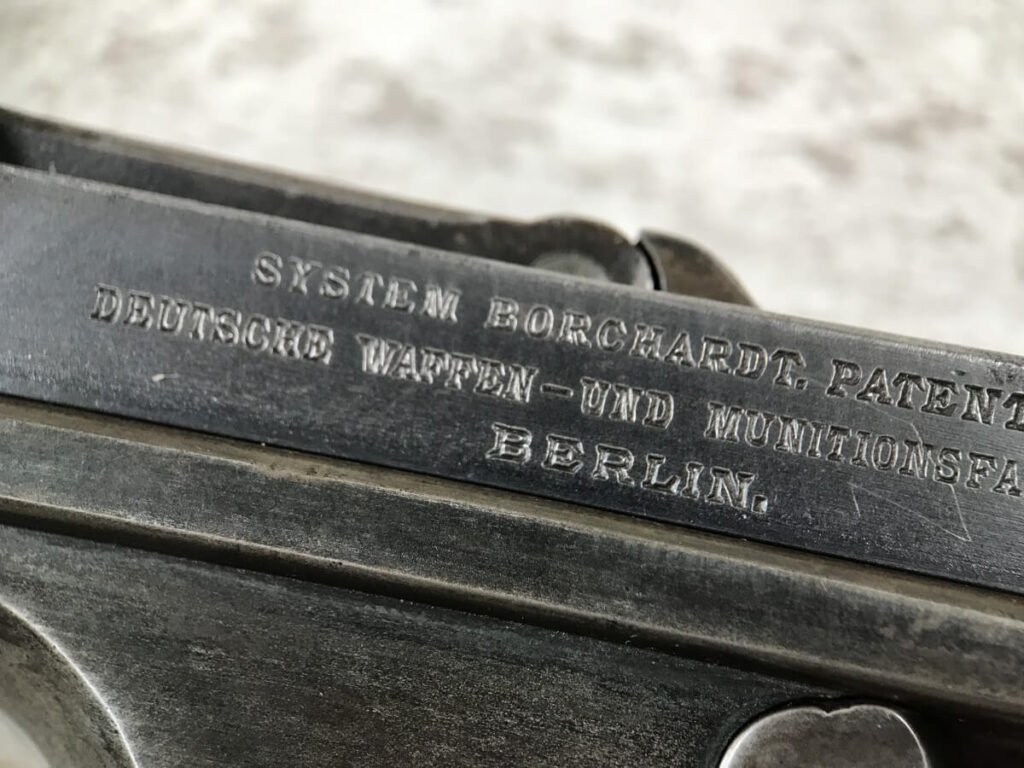 SYSTEM BORCHARDT. PATENT
DEUTSCHE WAFFEN-UND MUNITIONSFA
BERLIN.